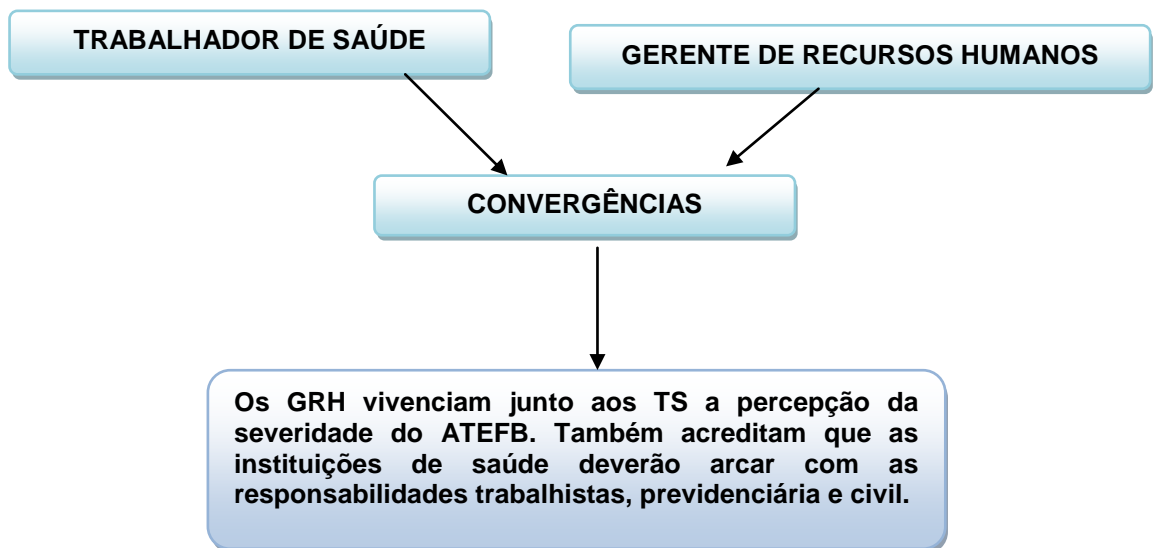 TRABALHADOR DE SAÚDE
GERENTE DE RECURSOS HUMANOS
CONVERGÊNCIAS
Os GRH vivenciam junto aos TS a percepção da
severidade do ATEFB. Também acreditam que as
instituições de saúde deverão arcar com as
responsabilidades trabalhistas, previdenciária e civil.